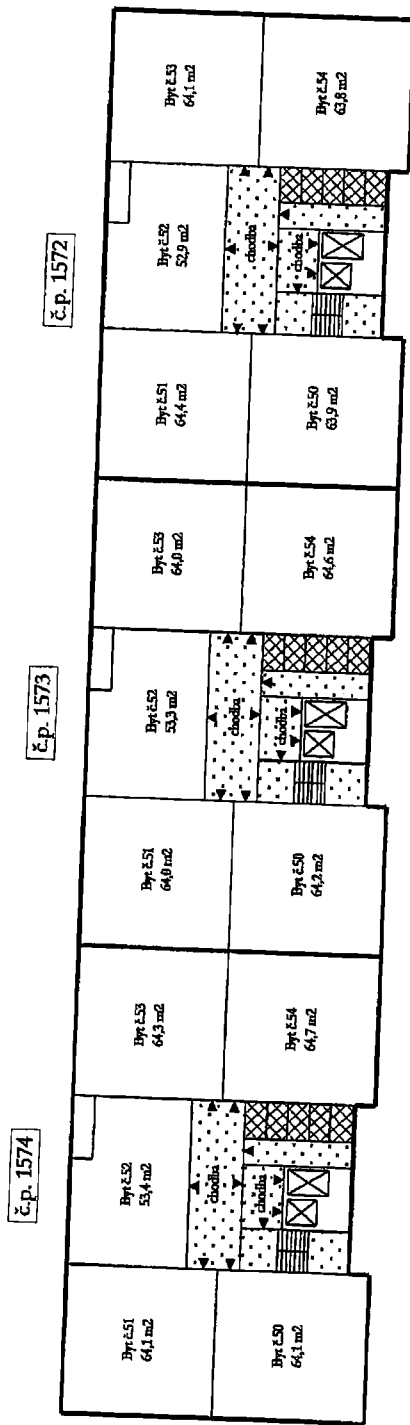 č.p. 1572
Byt č.53
64,1 m2
Byt č.54
63,8 m2
Byt č.52
52,9 m2
chodba
chodba
Byt č.51
64,4 m2
Byt č.50
63,9 m2
č.p. 1573
Byt č.53
64,0 m2
Byt č.54
64,6 m2
Byt č.52
53,3 m2
chodba
chodba
Byt č.51
64,0 m2
Byt č.50
64,2 m2
č.p. 1574
Byt č.53
64,3 m2
Byt č.54
64,7 m2
Byt č.52
53,4 m2
chodba
chodba
Byt č.51
64,1 m2
Byt č.50
64,1 m2